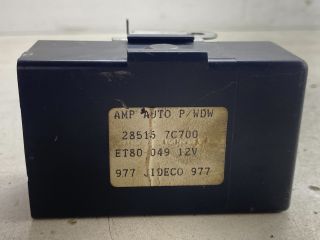 AMP AUTO P/WDW
28515 7C700
ET80 049 12V
977 JIDECO 977